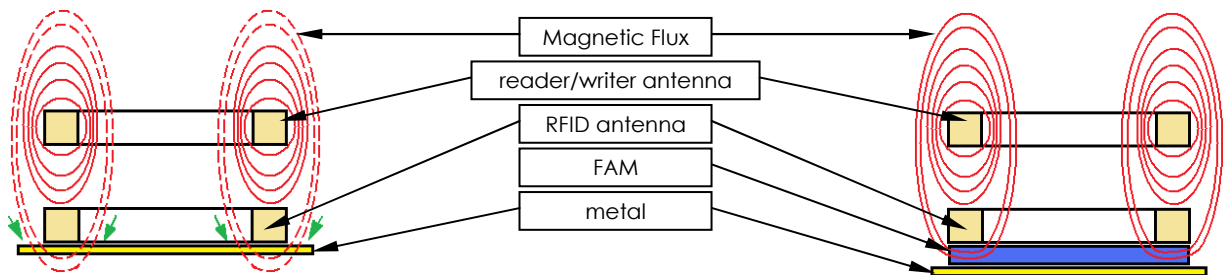 Magnetic Flux
reader/writer antenna
RFID antenna
FAM
metal